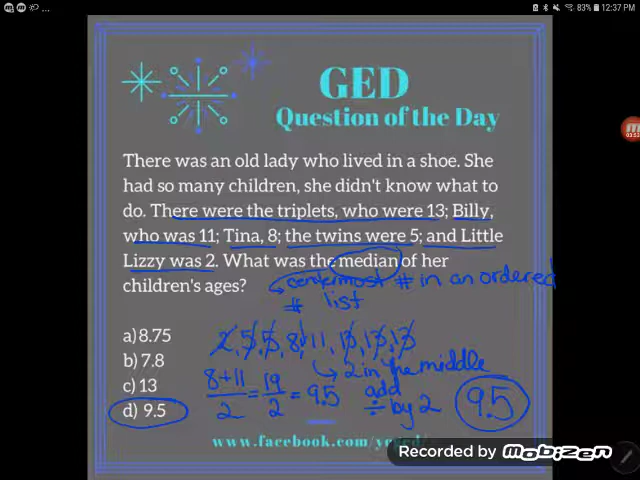 83% 12:37 PM
GED
Question of the Day
There was an old lady who lived in a shoe. She
had so many children, she didn't know what to
do. There were the triplets, who were 13; Billy,
who was 11; Tina, 8; the twins were 5; and Little
Lizzy was 2. What was the median of her
children's ages?
centermost # in an ordered
# list
a) 8.75
b) 7.8
c) 13
d) 9.5
2, 5, 5, 8, 11, 13, 13, 13
2 in the middle
8+11/2 = 19/2 = 9.5
add
÷ by 2
9.5
www.facebook.com/
Recorded by Mobizen